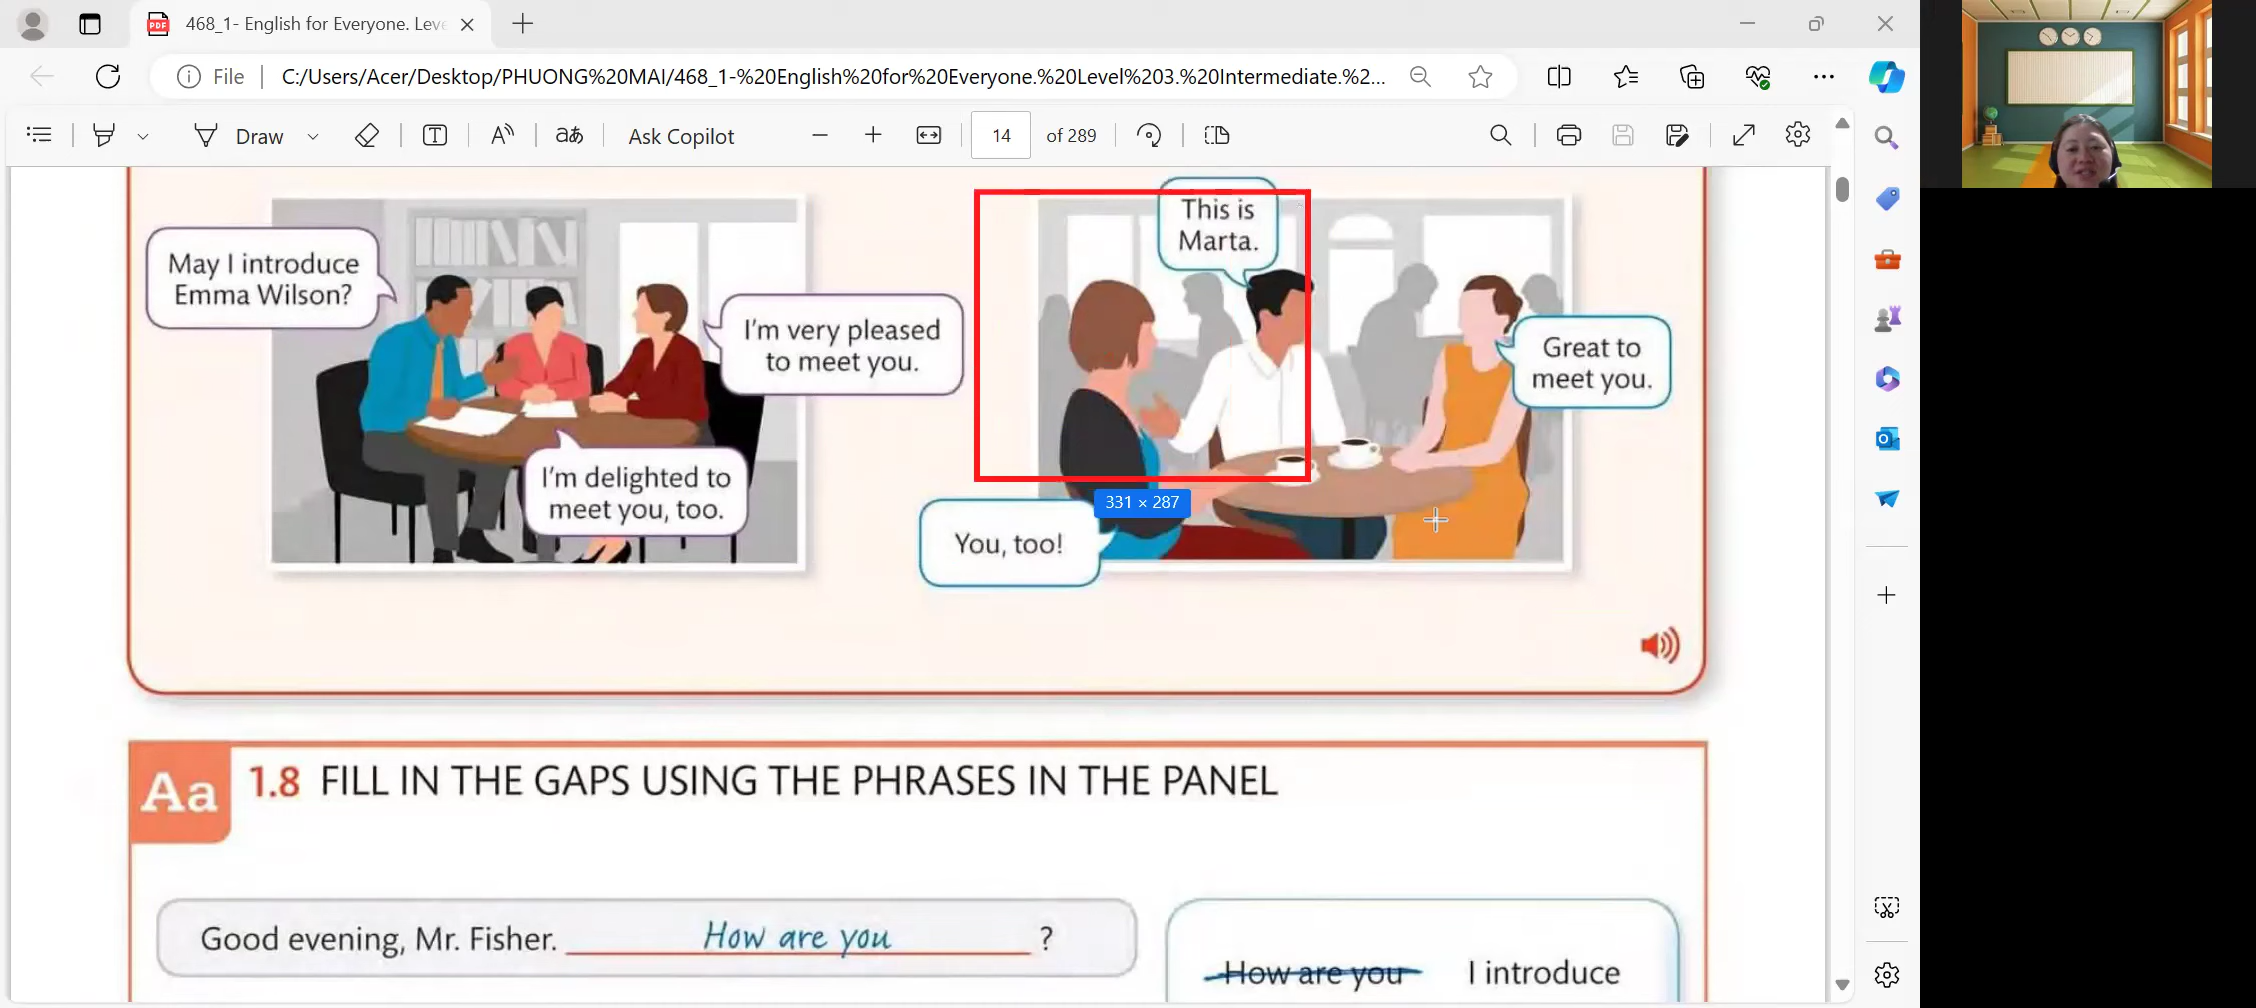 468_1- English for Everyone. Leve
File
C:/Users/Acer/Desktop/PHUONG%20MAI/468_1-%20English%20for%20Everyone.%20Level%203.%20Intermediate.%2...
Draw
Ask Copilot
14
of 289
May I introduce
Emma Wilson?
I'm very pleased
to meet you.
I'm delighted to
meet you, too.
This is
Marta.
Great to
meet you.
You, too!
331 × 287
Aa
1.8 FILL IN THE GAPS USING THE PHRASES IN THE PANEL
Good evening, Mr. Fisher. How are you ?
How are you I introduce